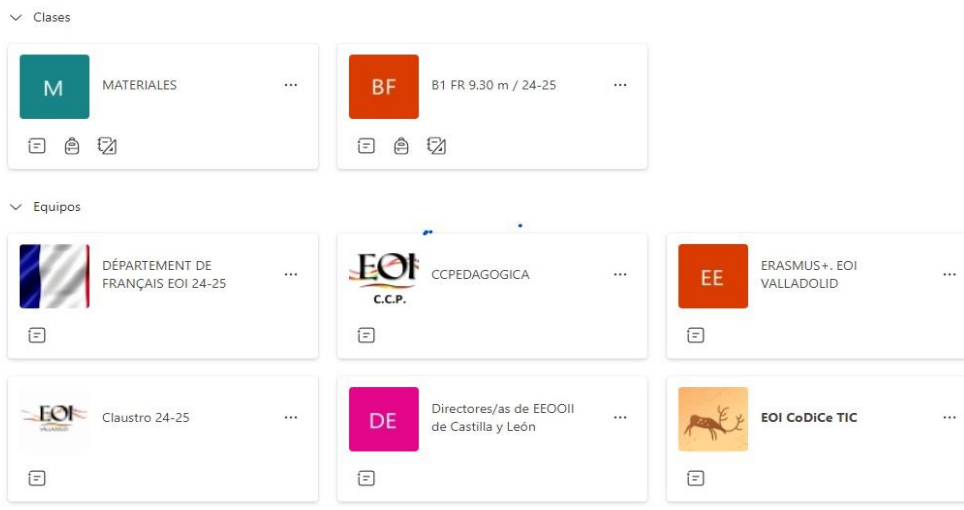 Clases
M
MATERIALES
...
BF
B1 FR 9.30 m / 24-25
...
Equipos
DÉPARTEMENT DE
FRANÇAIS EOI 24-25
...
EOI
C.C.P.
CCPEDAGOGICA
...
EE
ERASMUS+. EOI
VALLADOLID
...
EOI
VALLADOLID
Claustro 24-25
...
DE
Directores/as de EEOOII
de Castilla y León
...
EOI CoDiCe TIC
...